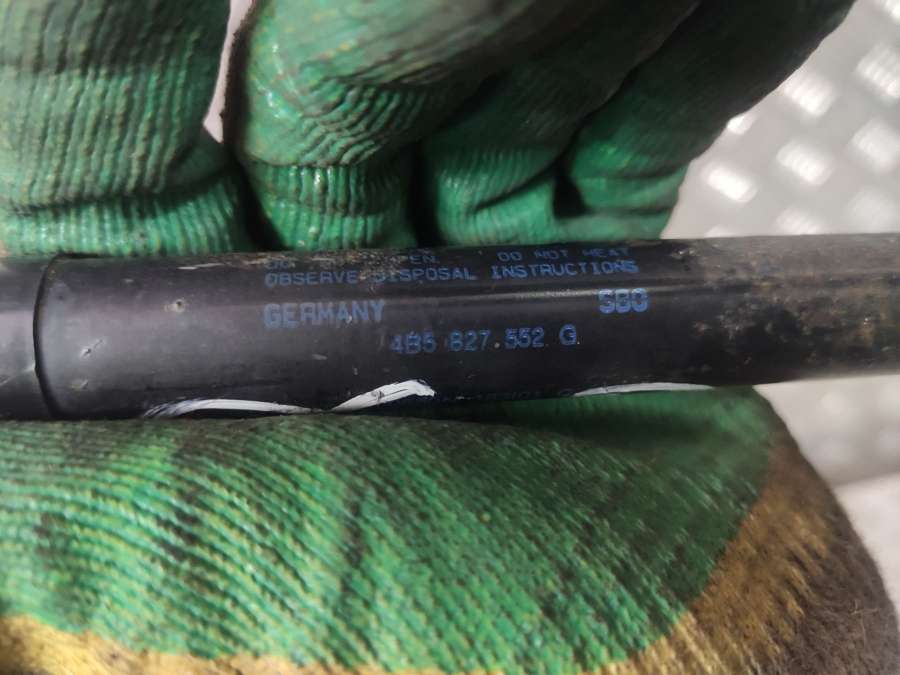 DO NOT HEAT
OBSERVE DISPOSAL INSTRUCTIONS
GERMANY SBO
4B5 827 552 G